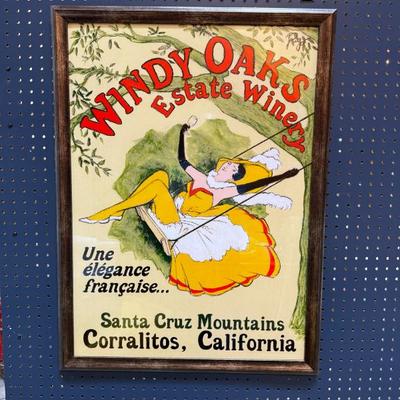 WINDY OAKS
Estate Winery
Une
élégance
française...
Santa Cruz Mountains
Corralitos, California